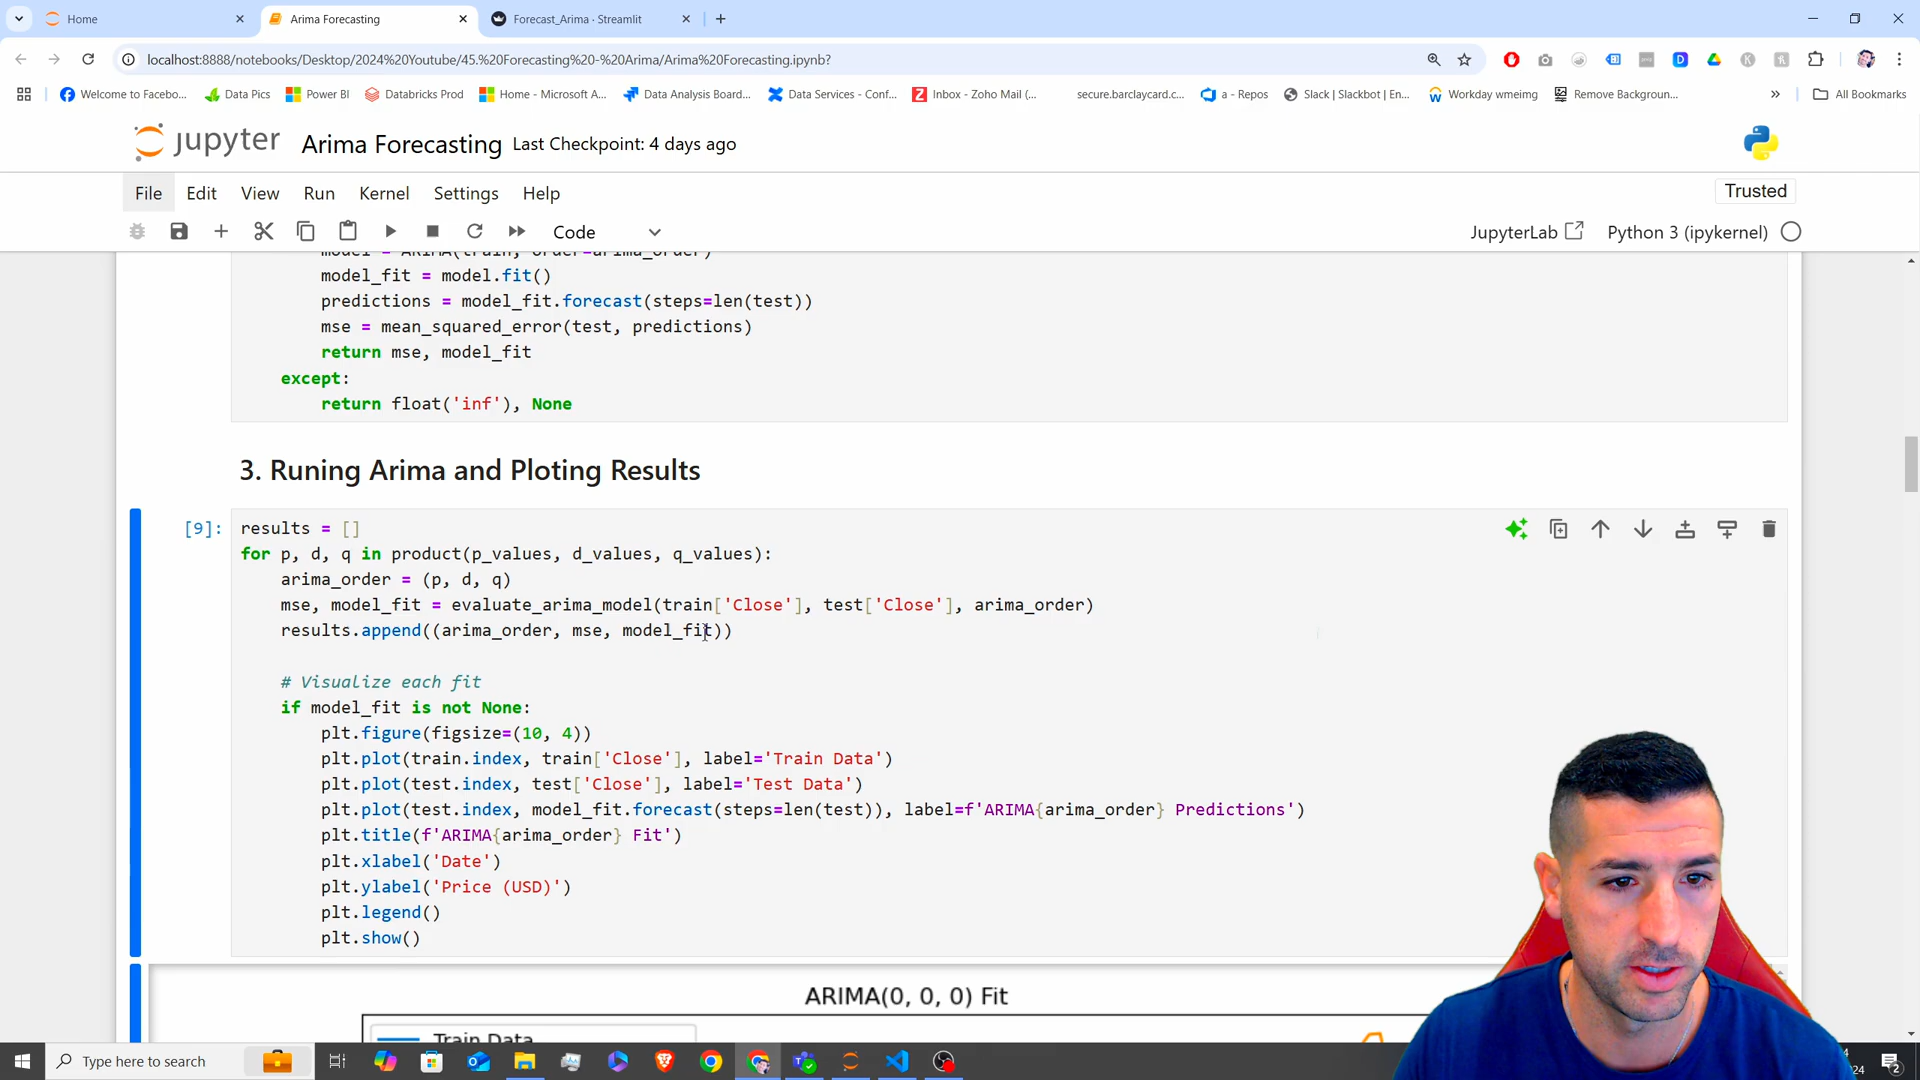 Home
Arima Forecasting
Forecast_Arima · Streamlit
localhost:8888/notebooks/Desktop/2024%20Youtube/45.%20Forecasting%20-%20Arima/Arima%20Forecasting.ipynb?
Welcome to Facebo...
Data Pics
Power BI
Databricks Prod
Home - Microsoft A...
Data Analysis Board...
Data Services - Conf...
Inbox - Zoho Mail (...
secure.barclaycard.c...
a - Repos
Slack | Slackbot | En...
Workday wmeimg
Remove Backgroun...
All Bookmarks
jupyter Arima Forecasting Last Checkpoint: 4 days ago
File Edit View Run Kernel Settings Help
Trusted
Code
JupyterLab
Python 3 (ipykernel)
model = ARIMA(train, order=arima_order)
model_fit = model.fit()
predictions = model_fit.forecast(steps=len(test))
mse = mean_squared_error(test, predictions)
return mse, model_fit
except:
return float('inf'), None
3. Runing Arima and Ploting Results
[9]: results = []
for p, d, q in product(p_values, d_values, q_values):
arima_order = (p, d, q)
mse, model_fit = evaluate_arima_model(train['Close'], test['Close'], arima_order)
results.append((arima_order, mse, model_fit))
# Visualize each fit
if model_fit is not None:
plt.figure(figsize=(10, 4))
plt.plot(train.index, train['Close'], label='Train Data')
plt.plot(test.index, test['Close'], label='Test Data')
plt.plot(test.index, model_fit.forecast(steps=len(test)), label=f'ARIMA{arima_order} Predictions')
plt.title(f'ARIMA{arima_order} Fit')
plt.xlabel('Date')
plt.ylabel('Price (USD)')
plt.legend()
plt.show()
ARIMA(0, 0, 0) Fit
Train Data
Type here to search